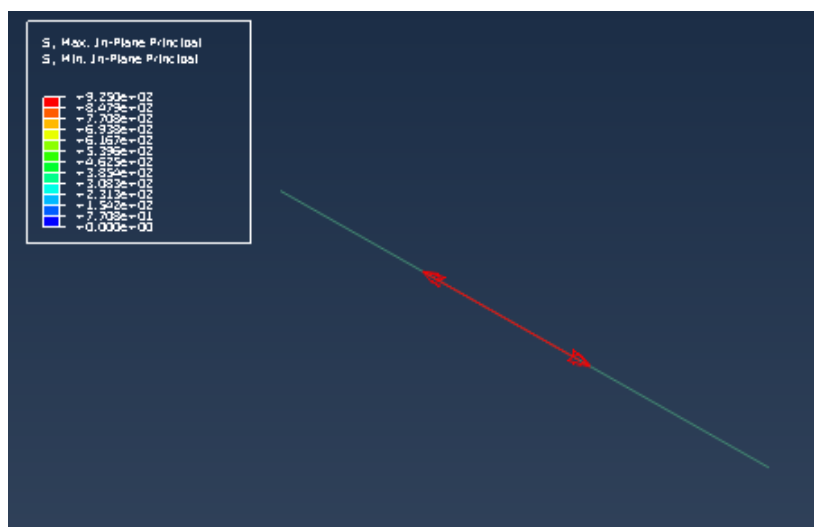 S, Max. In-Plane Principal
S, Min. In-Plane Principal
+9.250e+02
+8.479e+02
+7.708e+02
+6.938e+02
+6.167e+02
+5.396e+02
+4.625e+02
+3.854e+02
+3.083e+02
+2.313e+02
+1.542e+02
+7.708e+01
+0.000e+00